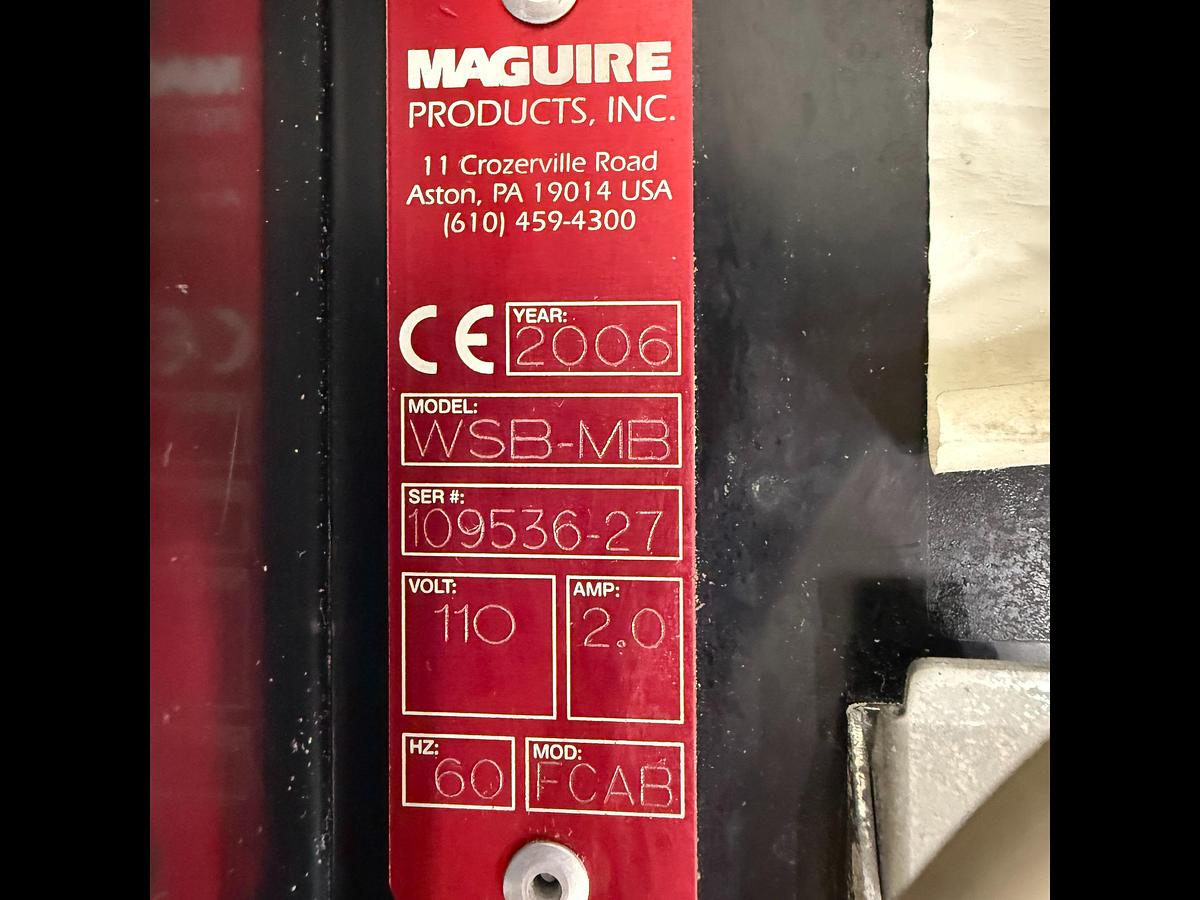 MAGUIRE
PRODUCTS, INC.
11 Crozerville Road
Aston, PA 19014 USA
(610) 459-4300
CE
YEAR:
2006
MODEL:
WSB-MB
SER #:
109536-27
VOLT:
110
AMP:
2.0
HZ:
60
MOD:
FCAB